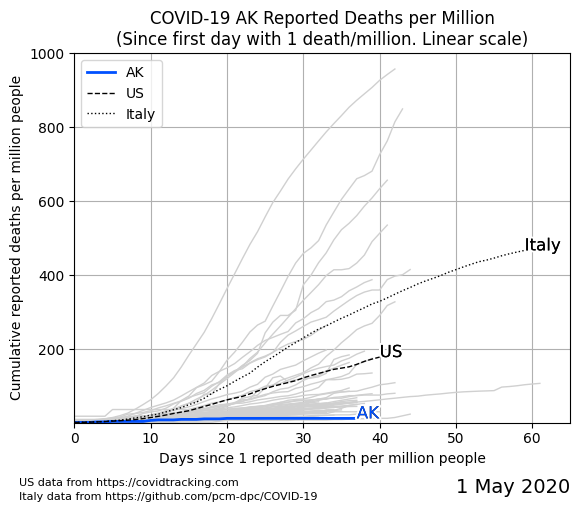 COVID-19 AK Reported Deaths per Million
(Since first day with 1 death/million. Linear scale)
Cumulative reported deaths per million people
1000
800
600
400
200
AK
US
Italy
Italy
US
AK
0
10
20
30
40
50
60
Days since 1 reported death per million people
US data from https://covidtracking.com
Italy data from https://github.com/pcm-dpc/COVID-19
1 May 2020